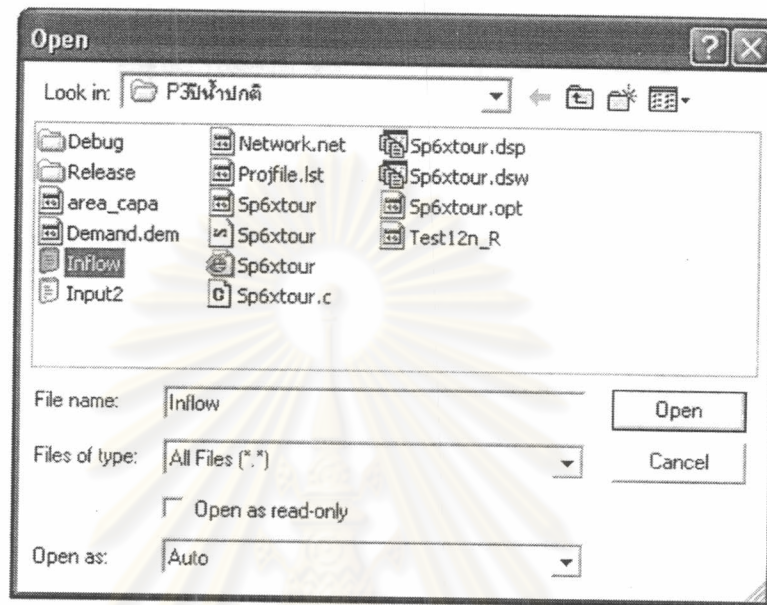 Open
Look in: P3ปีน้ำปกติ
Debug
Release
area_capa
Demand.dem
Inflow
Input2
Network.net
Projfile.lst
Sp6xtour
Sp6xtour
Sp6xtour
Sp6xtour.c
Sp6xtour.dsp
Sp6xtour.dsw
Sp6xtour.opt
Test12n_R
File name: Inflow
Open
Files of type: All Files (*.*)
Cancel
Open as read-only
Open as: Auto